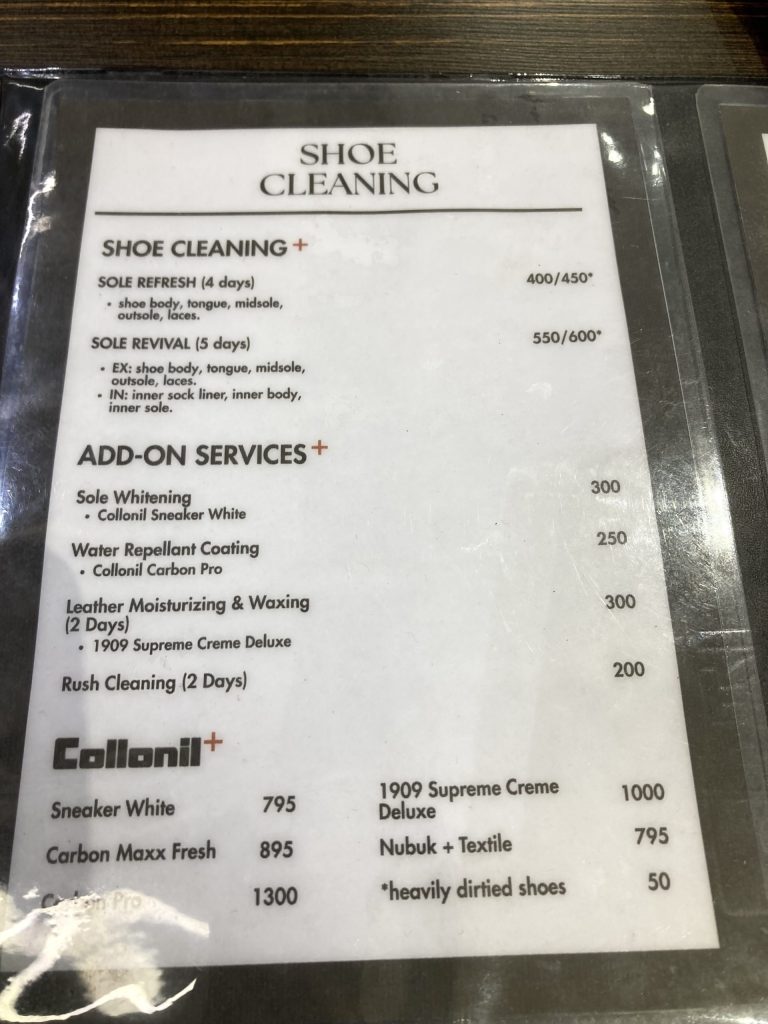 SHOE
CLEANING
SHOE CLEANING +
SOLE REFRESH (4 days) 400/450*
• shoe body, tongue, midsole,
outsole, laces.
SOLE REVIVAL (5 days) 550/600*
• EX: shoe body, tongue, midsole,
outsole, laces.
• IN: inner sock liner, inner body,
inner sole.
ADD-ON SERVICES +
Sole Whitening 300
• Collonil Sneaker White
Water Repellant Coating 250
• Collonil Carbon Pro
Leather Moisturizing & Waxing 300
(2 Days)
• 1909 Supreme Creme Deluxe
Rush Cleaning (2 Days) 200
Collonil +
Sneaker White 795
Carbon Maxx Fresh 895
Carbon Pro 1300
1909 Supreme Creme 1000
Deluxe
Nubuk + Textile 795
*heavily dirtied shoes 50